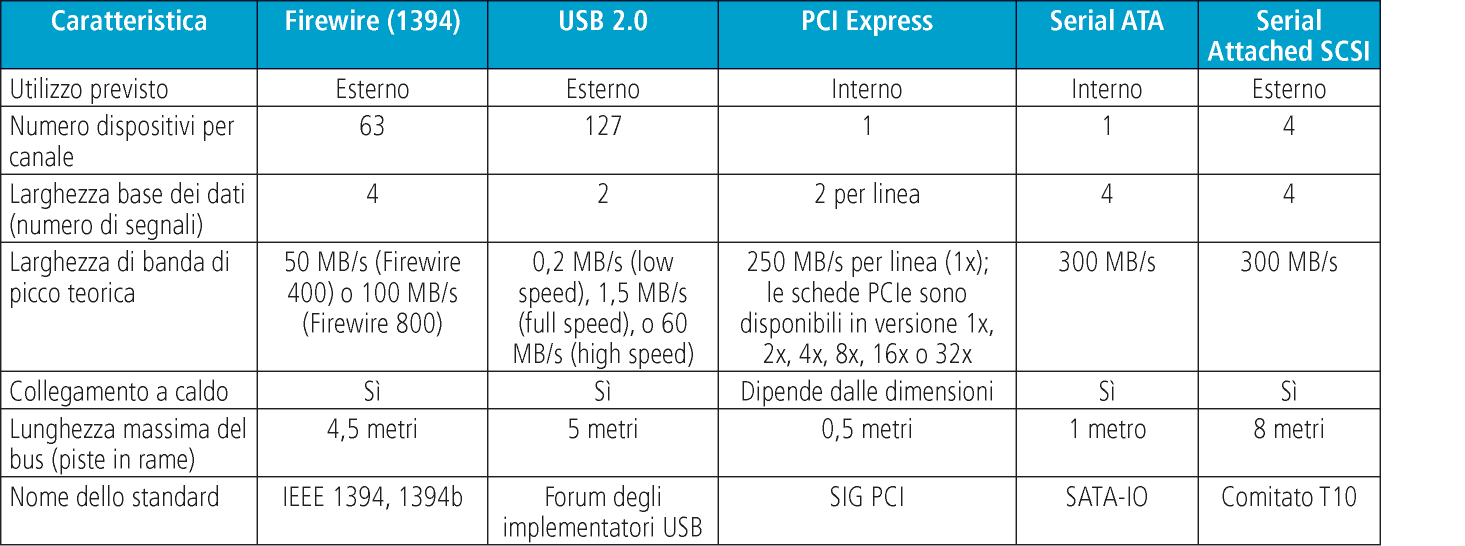 Caratteristica
Firewire (1394)
USB 2.0
PCI Express
Serial ATA
Serial
Attached SCSI
Utilizzo previsto
Esterno
Esterno
Interno
Interno
Esterno
Numero dispositivi per
canale
63
127
1
1
4
Larghezza base dei dati
(numero di segnali)
4
2
2 per linea
4
4
Larghezza di banda di
picco teorica
50 MB/s (Firewire
400) o 100 MB/s
(Firewire 800)
0,2 MB/s (low
speed), 1,5 MB/s
(full speed), o 60
MB/s (high speed)
250 MB/s per linea (1x);
le schede PCIe sono
disponibili in versione 1x,
2x, 4x, 8x, 16x o 32x
300 MB/s
300 MB/s
Collegamento a caldo
Sì
Sì
Dipende dalle dimensioni
Sì
Sì
Lunghezza massima del
bus (piste in rame)
4,5 metri
5 metri
0,5 metri
1 metro
8 metri
Nome dello standard
IEEE 1394, 1394b
Forum degli
implementatori USB
SIG PCI
SATA-IO
Comitato T10